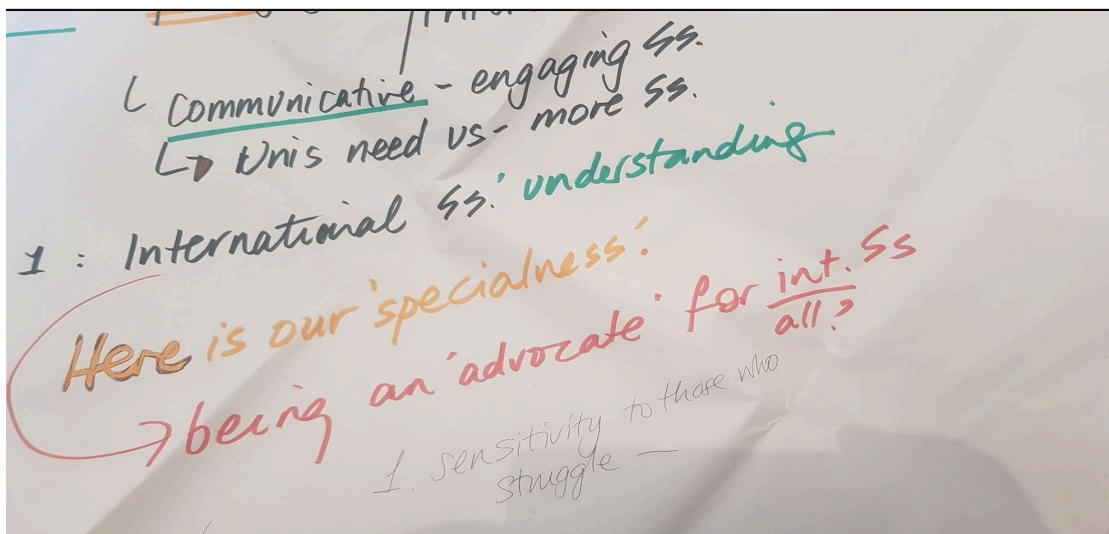 Communicative - engaging Ss.
↳ Unis need us - more Ss.
1 : International Ss.: understanding
Here is our 'specialness':
being an 'advocate' for int. Ss
all?
1. sensitivity to those who
struggle —